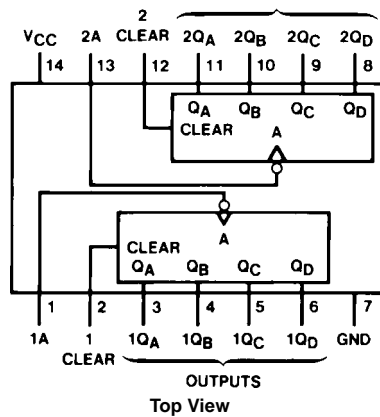 2
VCC 2A CLEAR 2QA 2QB 2QC 2QD
14 13 12 11 10 9 8
QA QB QC QD
CLEAR A
A
CLEAR
QA QB QC QD
1 2 3 4 5 6 7
1A 1 1QA 1QB 1QC 1QD GND
CLEAR
OUTPUTS
Top View